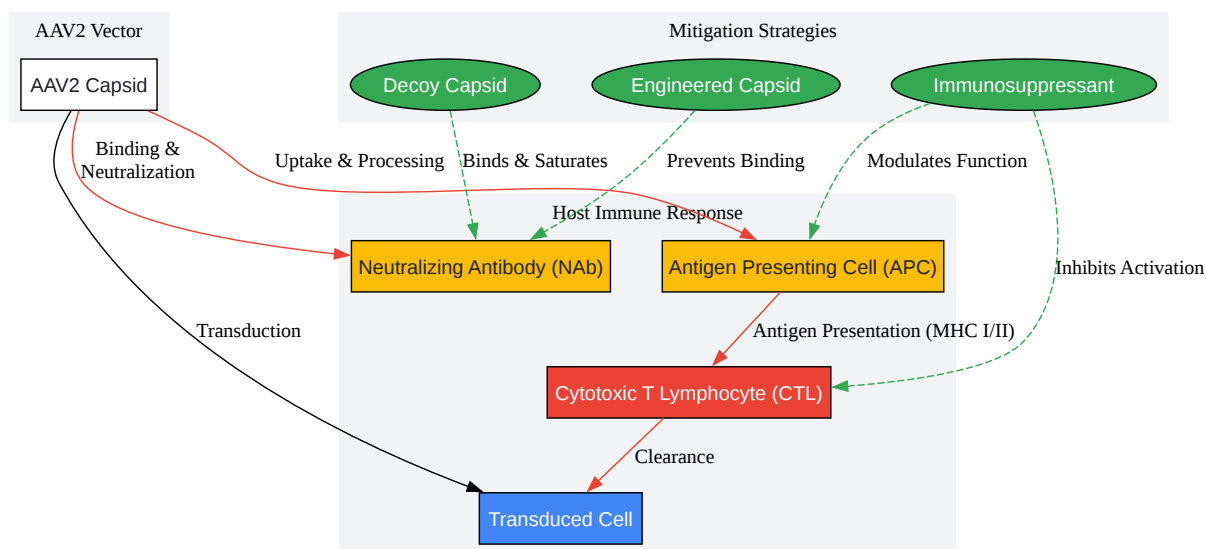 AAV2 Vector
Mitigation Strategies
AAV2 Capsid
Decoy Capsid
Engineered Capsid
Immunosuppressant
Binding &
Neutralization
Uptake & Processing
Binds & Saturates
Prevents Binding
Modulates Function
Host Immune Response
Neutralizing Antibody (NAb)
Antigen Presenting Cell (APC)
Inhibits Activation
Transduction
Antigen Presentation (MHC I/II)
Cytotoxic T Lymphocyte (CTL)
Clearance
Transduced Cell